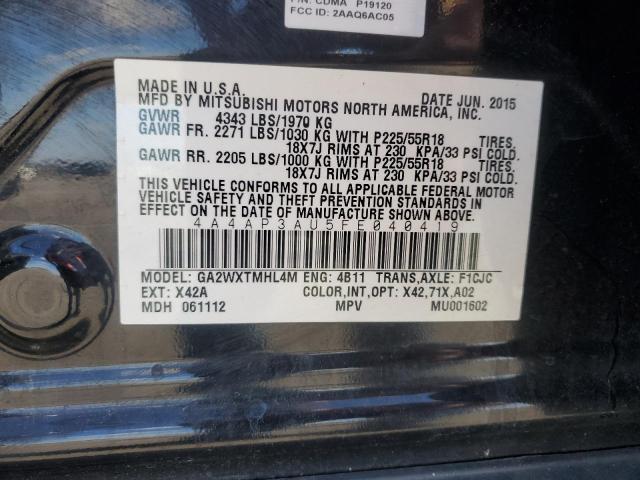 P/N: CDMA P19120
FCC ID: 2AAQ6AC05
MADE IN U.S.A. DATE JUN. 2015
MFD BY MITSUBISHI MOTORS NORTH AMERICA, INC.
GVWR 4343 LBS/1970 KG
GAWR FR. 2271 LBS/1030 KG WITH P225/55R18 TIRES.
18X7J RIMS AT 230 KPA/33 PSI COLD.
GAWR RR. 2205 LBS/1000 KG WITH P225/55R18 TIRES.
18X7J RIMS AT 230 KPA/33 PSI COLD.
THIS VEHICLE CONFORMS TO ALL APPLICABLE FEDERAL MOTOR
VEHICLE SAFETY AND THEFT PREVENTION STANDARDS IN
EFFECT ON THE DATE OF MANUFACTURE SHOWN ABOVE.
4A4AP3AU5FE040419
MODEL: GA2WXTMHL4M ENG: 4B11 TRANS,AXLE: F1CJC
EXT: X42A COLOR,INT,OPT: X42,71X,A02
MDH 061112 MPV MU001602